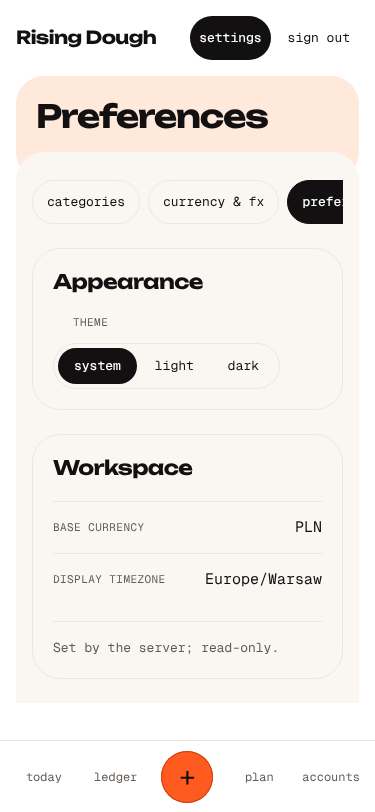 Rising Dough
settings
sign out
Preferences
categories
currency & fx
Appearance
THEME
system
light
dark
Workspace
BASE CURRENCY
PLN
DISPLAY TIMEZONE
Europe/Warsaw
Set by the server; read-only.
today
ledger
+
plan
accounts